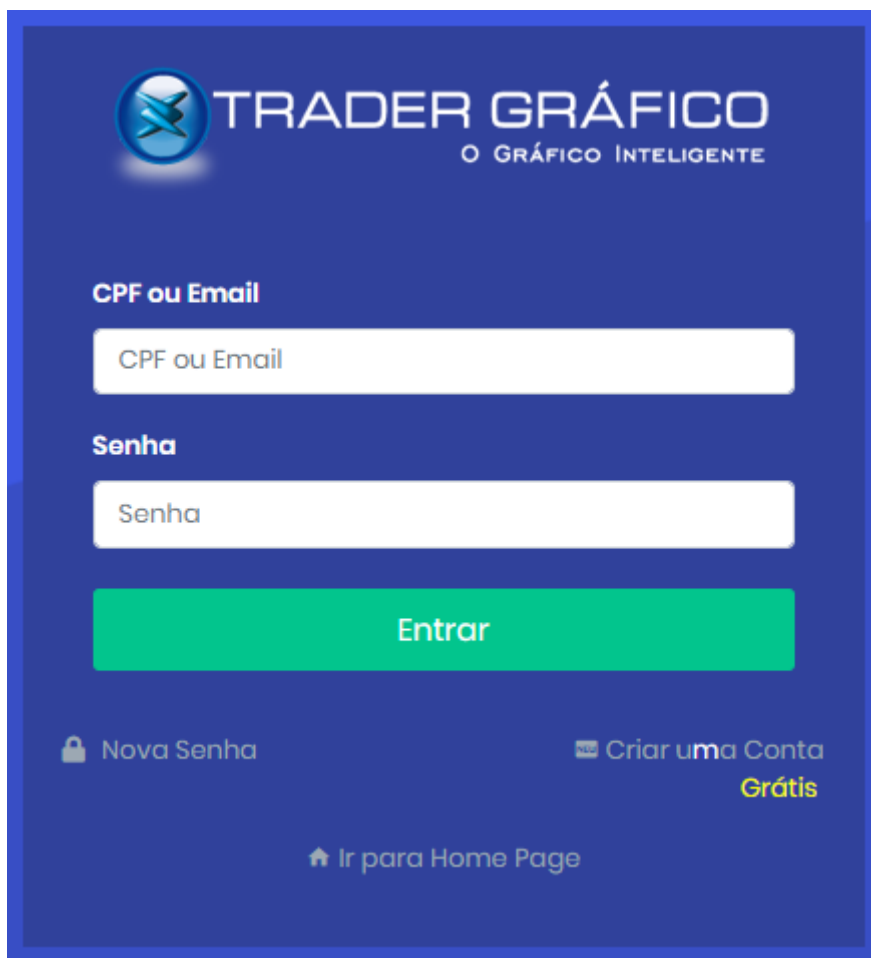 TRADER GRÁFICO
O GRÁFICO INTELIGENTE
CPF ou Email
CPF ou Email
Senha
Senha
Entrar
Nova Senha
NEW Criar uma Conta
Grátis
Ir para Home Page